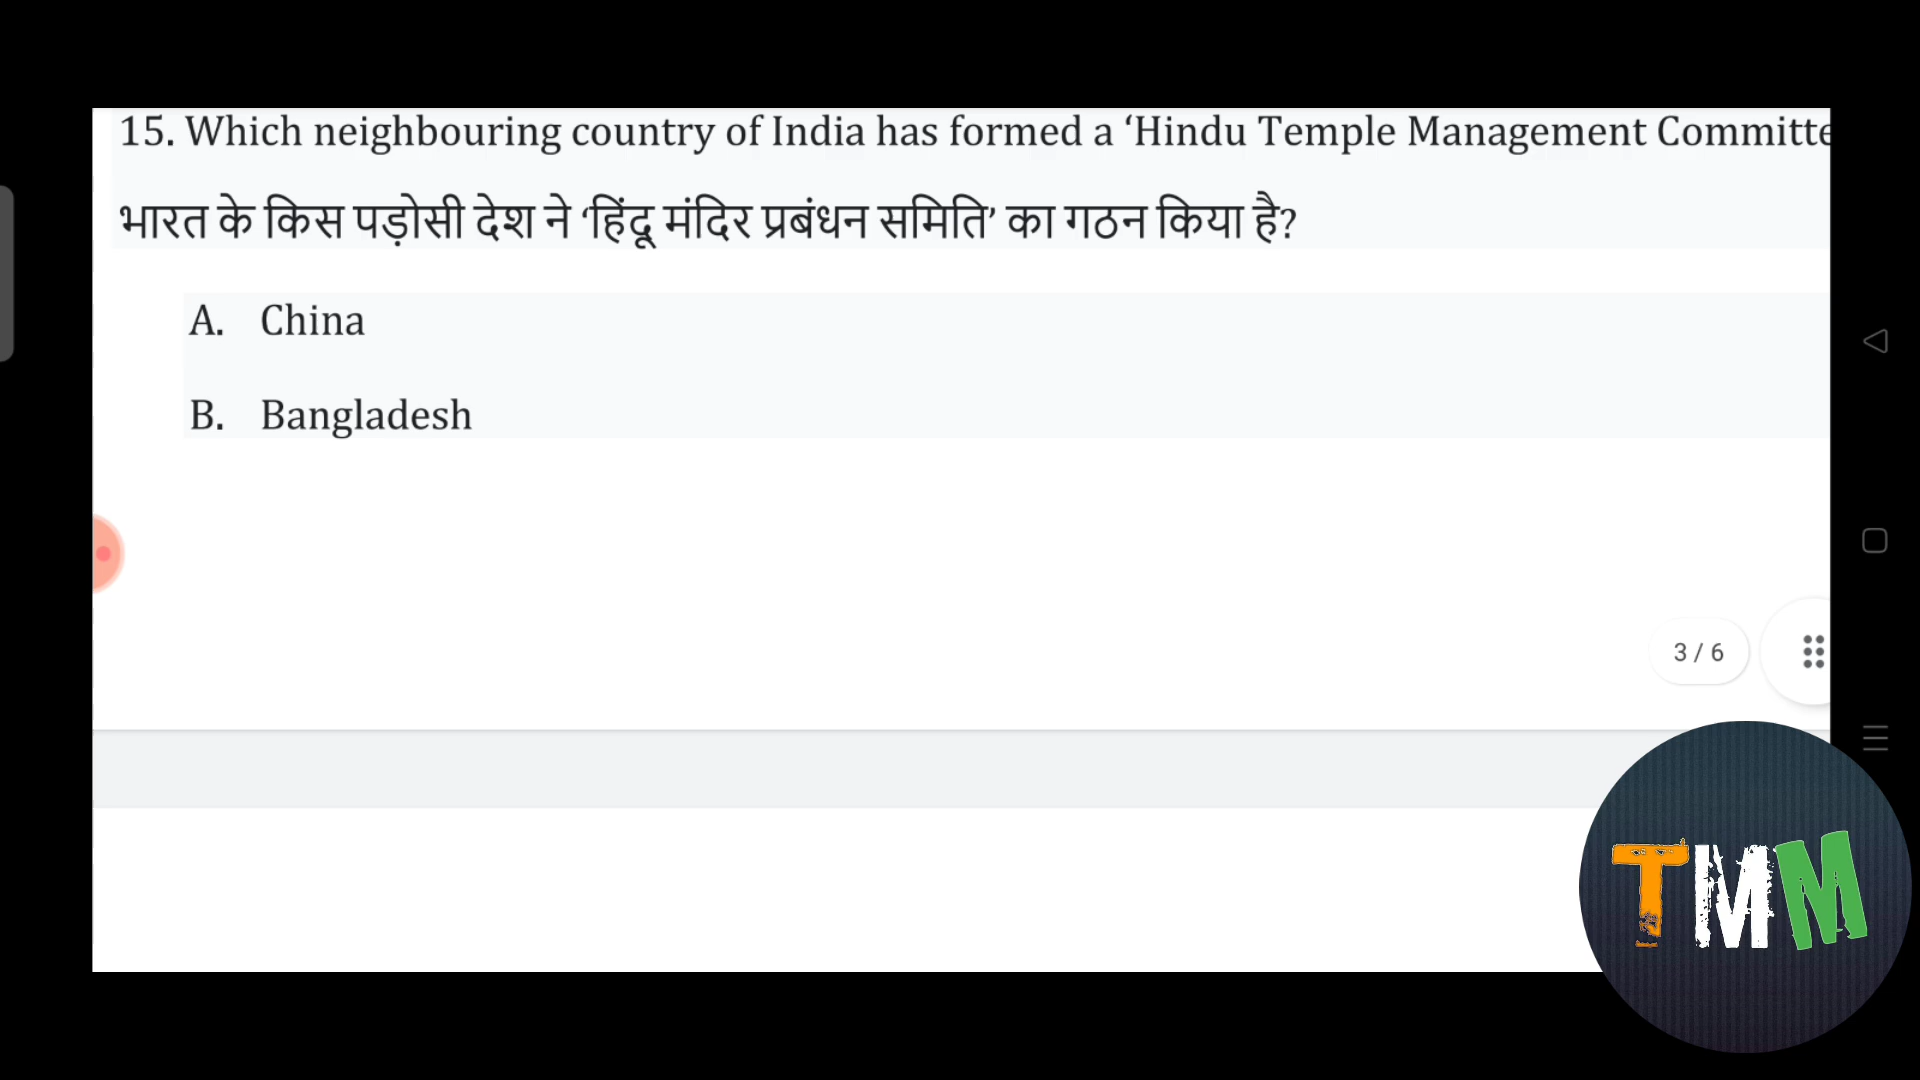 15. Which neighbouring country of India has formed a ‘Hindu Temple Management Committe
भारत के किस पड़ोसी देश ने ‘हिंदू मंदिर प्रबंधन समिति’ का गठन किया है?
A. China
B. Bangladesh
3 / 6
TMM